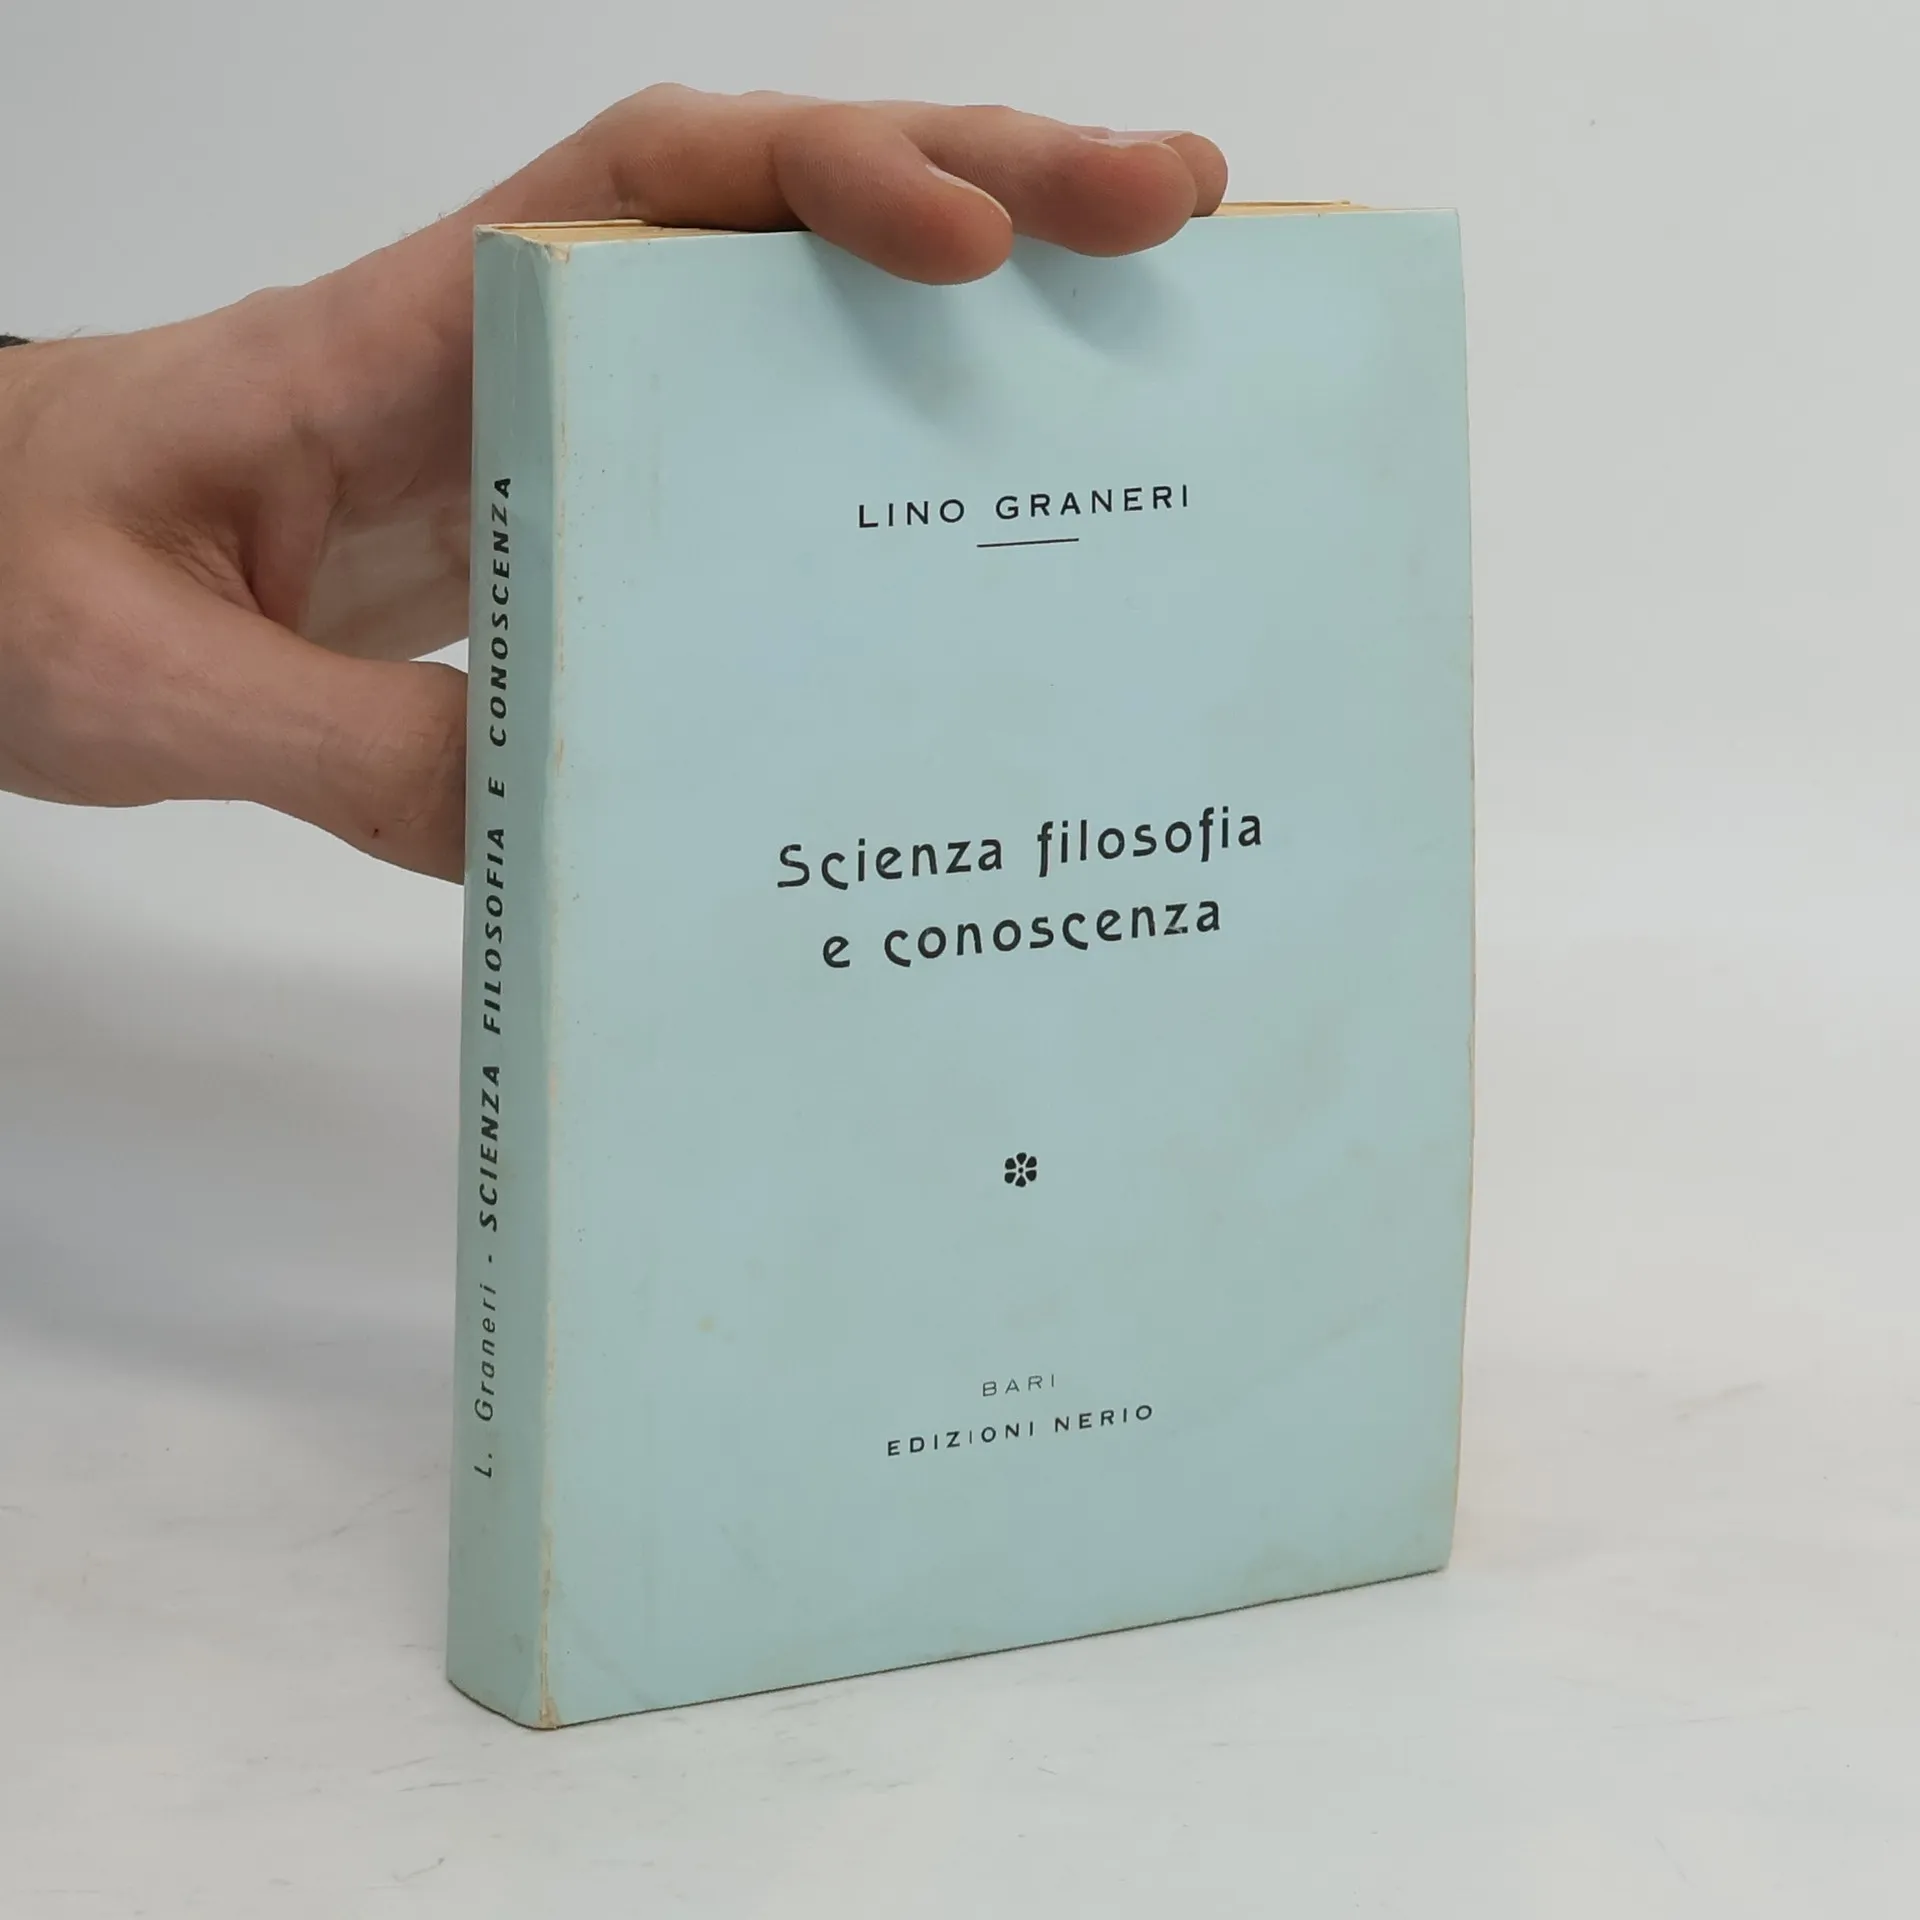 L. Graneri - SCIENZA FILOSOFIA E CONOSCENZA
LINO GRANERI
Scienza filosofia
e conoscenza
BARI
EDIZIONI NERIO